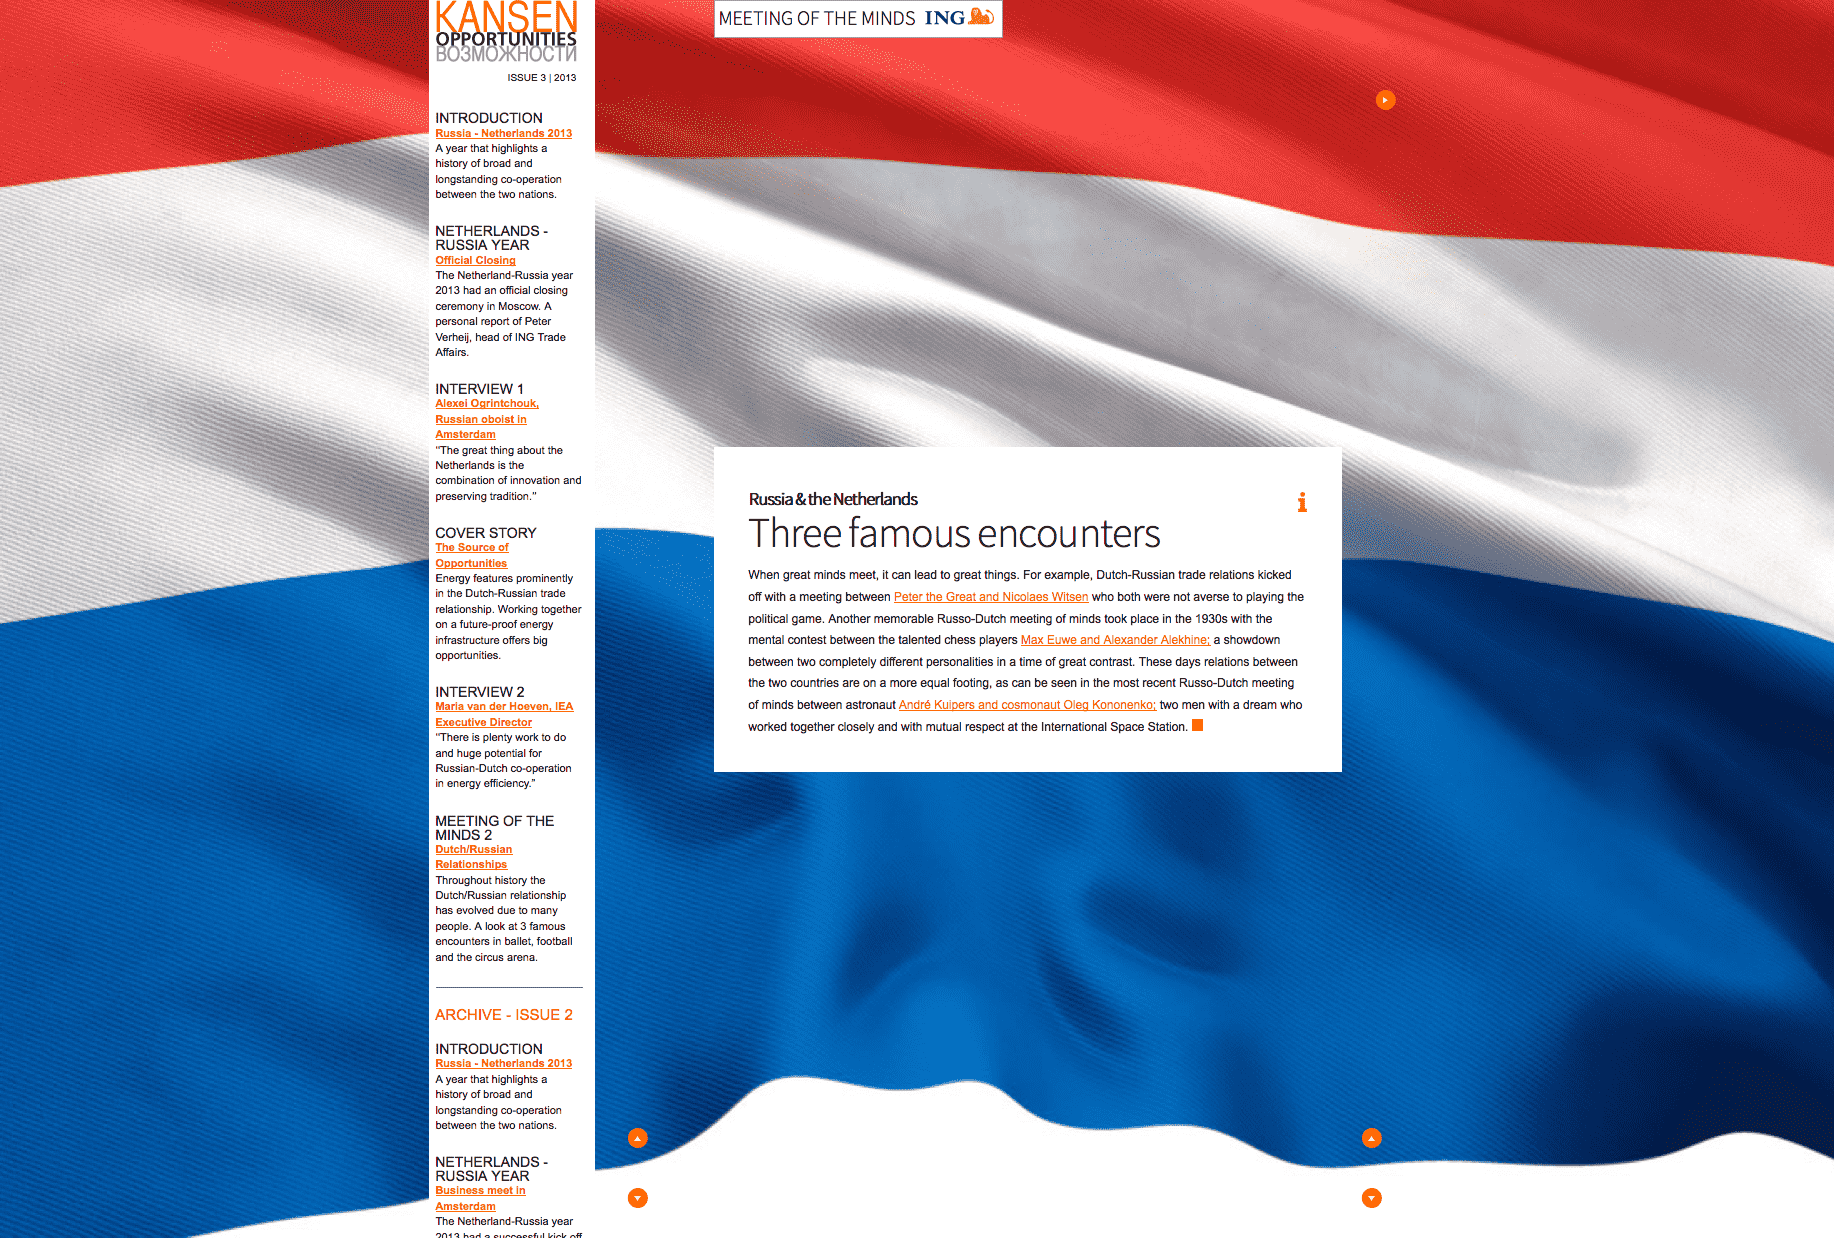 KANSEN
OPPORTUNITIES
ВОЗМОЖНОСТИ
ISSUE 3 | 2013
INTRODUCTION
Russia - Netherlands 2013
A year that highlights a
history of broad and
longstanding co-operation
between the two nations.
NETHERLANDS -
RUSSIA YEAR
Official Closing
The Netherland-Russia year
2013 had an official closing
ceremony in Moscow. A
personal report of Peter
Verheij, head of ING Trade
Affairs.
INTERVIEW 1
Alexei Ogrintchouk,
Russian oboist in
Amsterdam
"The great thing about the
Netherlands is the
combination of innovation and
preserving tradition."
COVER STORY
The Source of
Opportunities
Energy features prominently
in the Dutch-Russian trade
relationship. Working together
on a future-proof energy
infrastructure offers big
opportunities.
INTERVIEW 2
Maria van der Hoeven, IEA
Executive Director
"There is plenty work to do
and huge potential for
Russian-Dutch co-operation
in energy efficiency."
MEETING OF THE
MINDS 2
Dutch/Russian
Relationships
Throughout history the
Dutch/Russian relationship
has evolved due to many
people. A look at 3 famous
encounters in ballet, football
and the circus arena.
ARCHIVE - ISSUE 2
INTRODUCTION
Russia - Netherlands 2013
A year that highlights a
history of broad and
longstanding co-operation
between the two nations.
NETHERLANDS -
RUSSIA YEAR
Business meet in
Amsterdam
The Netherland-Russia year
2013 had a successful kick off
MEETING OF THE MINDS ING
Russia & the Netherlands
Three famous encounters
When great minds meet, it can lead to great things. For example, Dutch-Russian trade relations kicked
off with a meeting between Peter the Great and Nicolaes Witsen who both were not averse to playing the
political game. Another memorable Russo-Dutch meeting of minds took place in the 1930s with the
mental contest between the talented chess players Max Euwe and Alexander Alekhine; a showdown
between two completely different personalities in a time of great contrast. These days relations between
the two countries are on a more equal footing, as can be seen in the most recent Russo-Dutch meeting
of minds between astronaut André Kuipers and cosmonaut Oleg Kononenko; two men with a dream who
worked together closely and with mutual respect at the International Space Station.